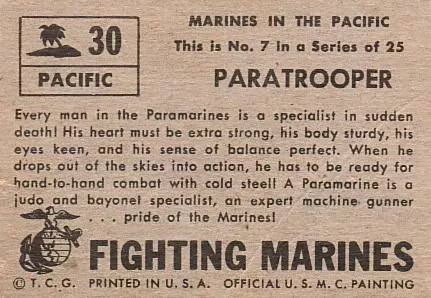 30
PACIFIC
MARINES IN THE PACIFIC
This is No. 7 In a Series of 25
PARATROOPER
Every man in the Paramarines is a specialist in sudden
death! His heart must be extra strong, his body sturdy, his
eyes keen, and his sense of balance perfect. When he
drops out of the skies into action, he has to be ready for
hand-to-hand combat with cold steel! A Paramarine is a
judo and bayonet specialist, an expert machine gunner
. . . pride of the Marines!
FIGHTING MARINES
© T. C. G. PRINTED IN U. S. A. OFFICIAL U. S. M. C. PAINTING